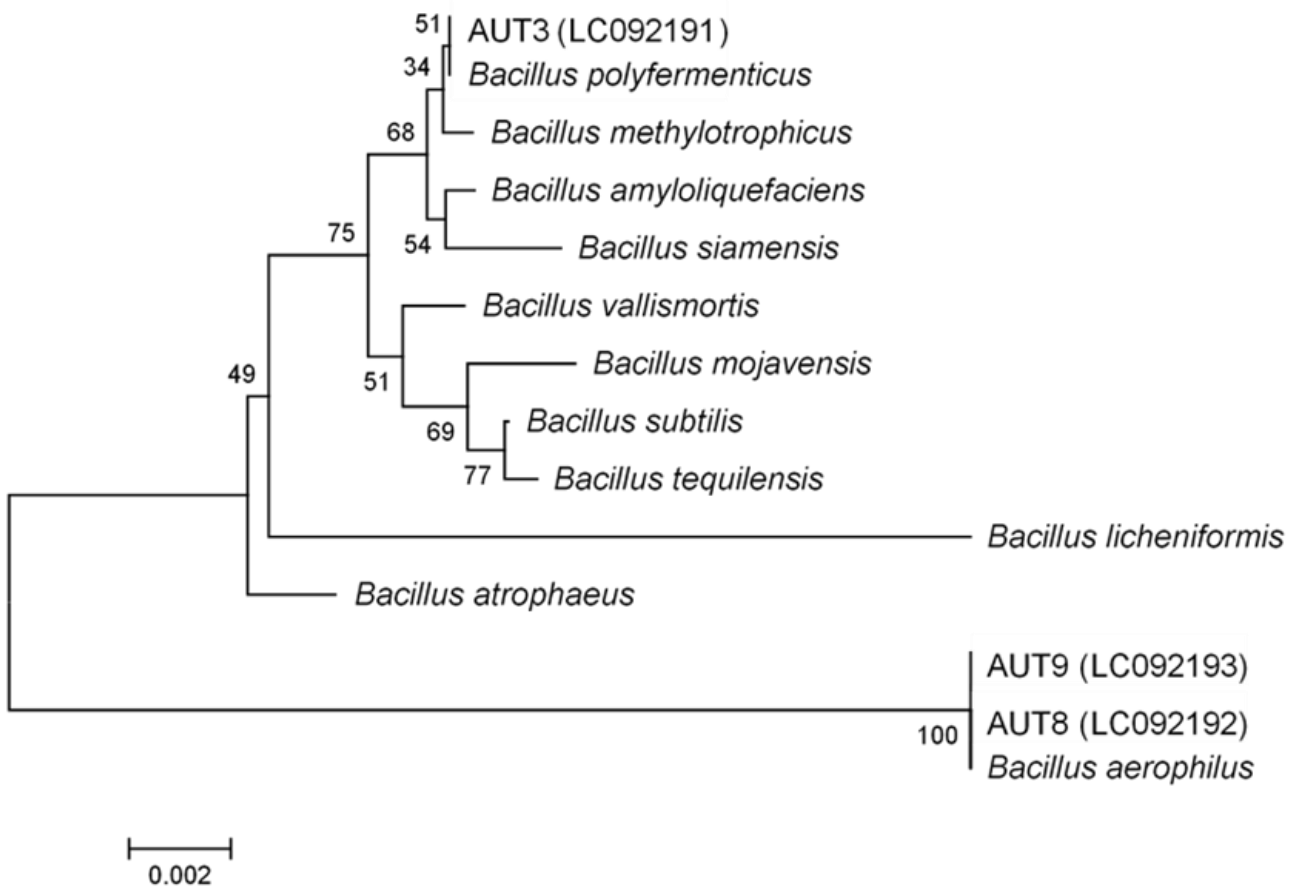 51
AUT3 (LC092191)
34
Bacillus polyfermenticus
68
Bacillus methylotrophicus
Bacillus amyloliquefaciens
75
54
Bacillus siamensis
Bacillus vallismortis
49
51
Bacillus mojavensis
69
Bacillus subtilis
77
Bacillus tequilensis
Bacillus licheniformis
Bacillus atrophaeus
AUT9 (LC092193)
100
AUT8 (LC092192)
Bacillus aerophilus
0.002